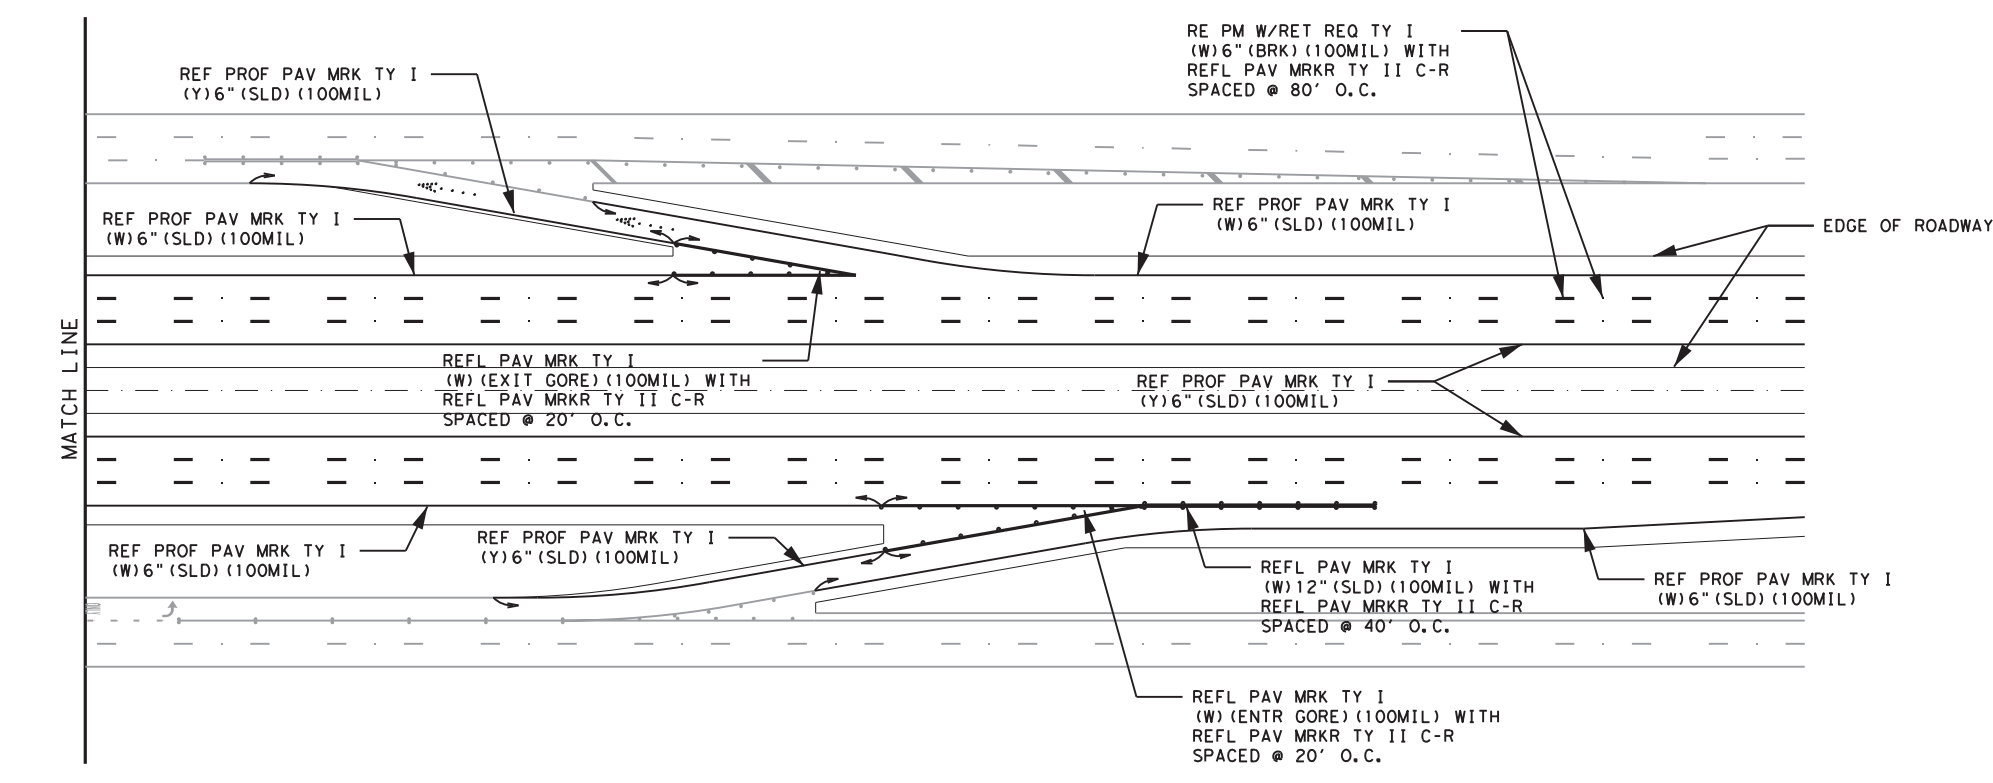 RE PM W/RET REQ TY I
(W)6"(BRK)(100MIL) WITH
REFL PAV MRKR TY II C-R
SPACED @ 80' O.C.
REF PROF PAV MRK TY I
(Y)6"(SLD)(100MIL)
REF PROF PAV MRK TY I
(W)6"(SLD)(100MIL)
REF PROF PAV MRK TY I
(W)6"(SLD)(100MIL)
EDGE OF ROADWAY
MATCH LINE
REFL PAV MRK TY I
(W)(EXIT GORE)(100MIL) WITH
REFL PAV MRKR TY II C-R
SPACED @ 20' O.C.
REF PROF PAV MRK TY I
(Y)6"(SLD)(100MIL)
REF PROF PAV MRK TY I
(W)6"(SLD)(100MIL)
REF PROF PAV MRK TY I
(Y)6"(SLD)(100MIL)
REFL PAV MRK TY I
(W)12"(SLD)(100MIL) WITH
REFL PAV MRKR TY II C-R
SPACED @ 40' O.C.
REF PROF PAV MRK TY I
(W)6"(SLD)(100MIL)
REFL PAV MRK TY I
(W)(ENTR GORE)(100MIL) WITH
REFL PAV MRKR TY II C-R
SPACED @ 20' O.C.